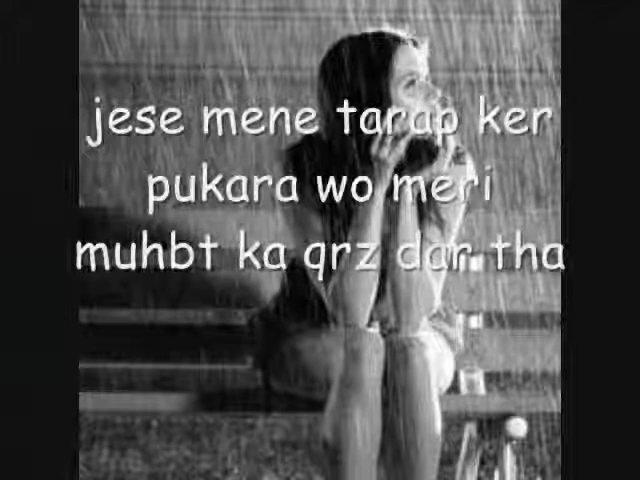 jese mene tarap ker
pukara wo meri
muhbt ka qrz dar tha